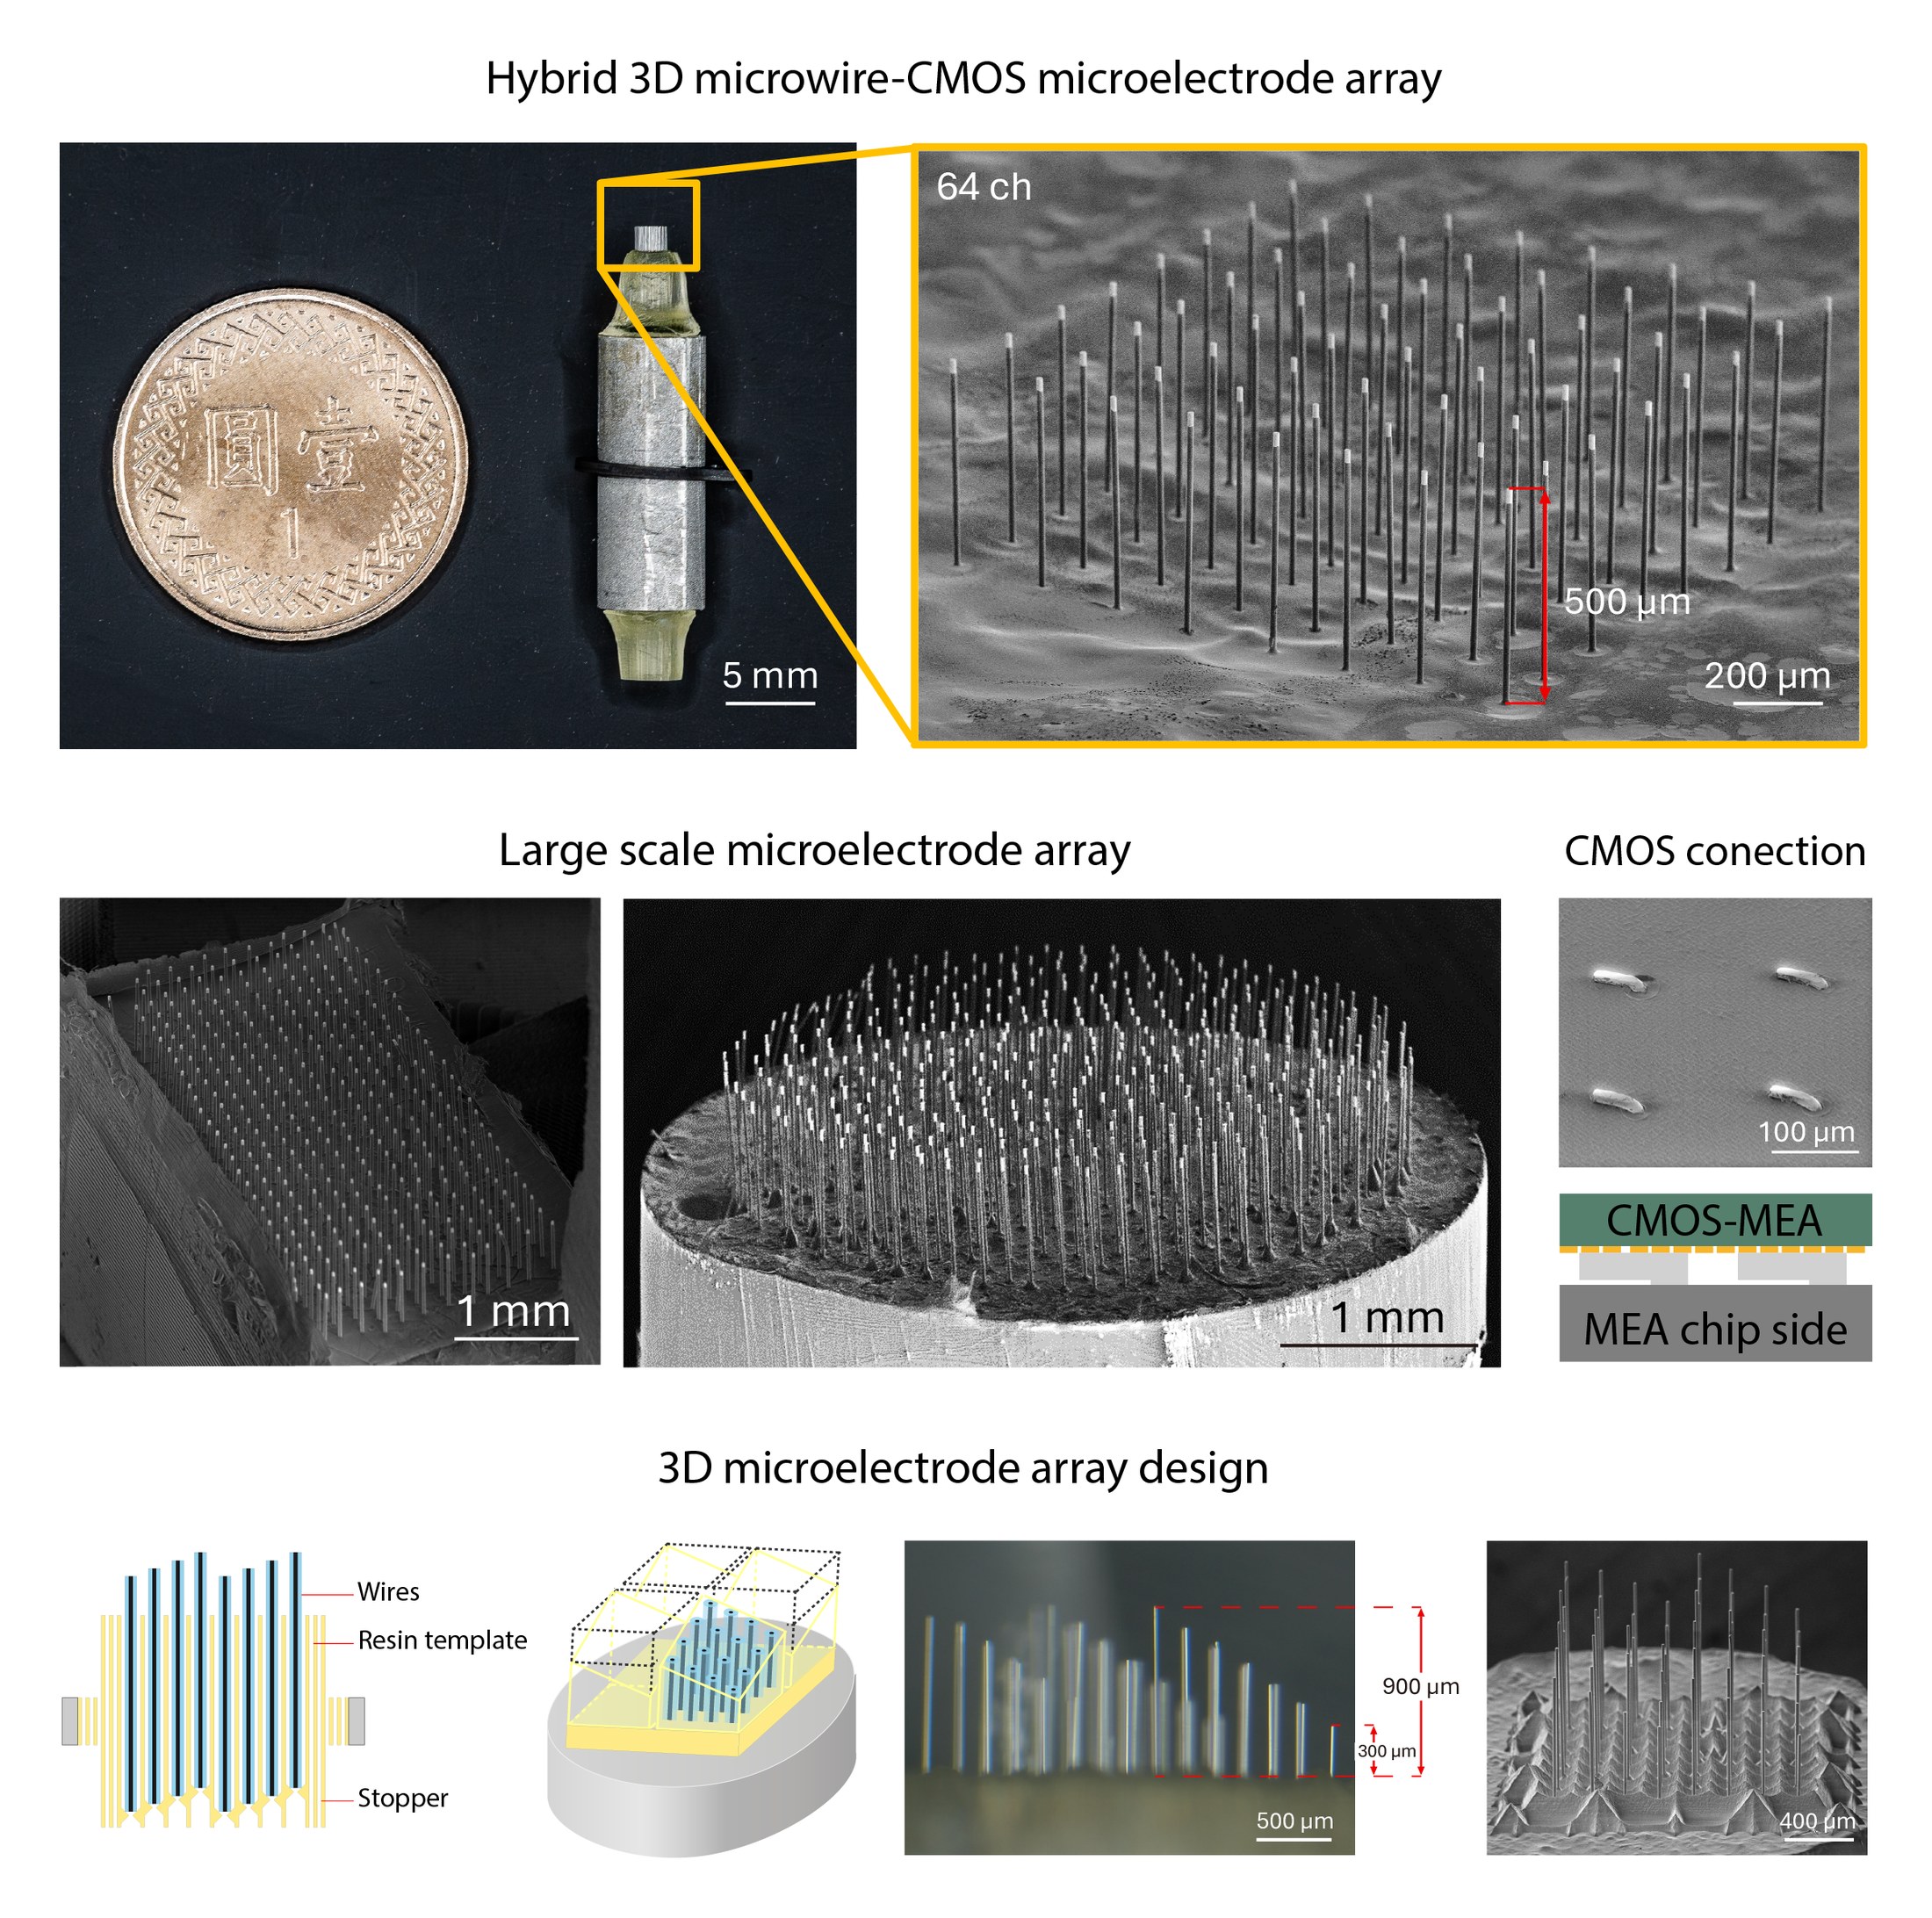 Hybrid 3D microwire-CMOS microelectrode array
64 ch
圓壹
1
5 mm
500 µm
200 µm
Large scale microelectrode array
CMOS conection
1 mm
1 mm
100 µm
CMOS-MEA
MEA chip side
3D microelectrode array design
Wires
Resin template
Stopper
900 µm
300 µm
500 µm
400 µm